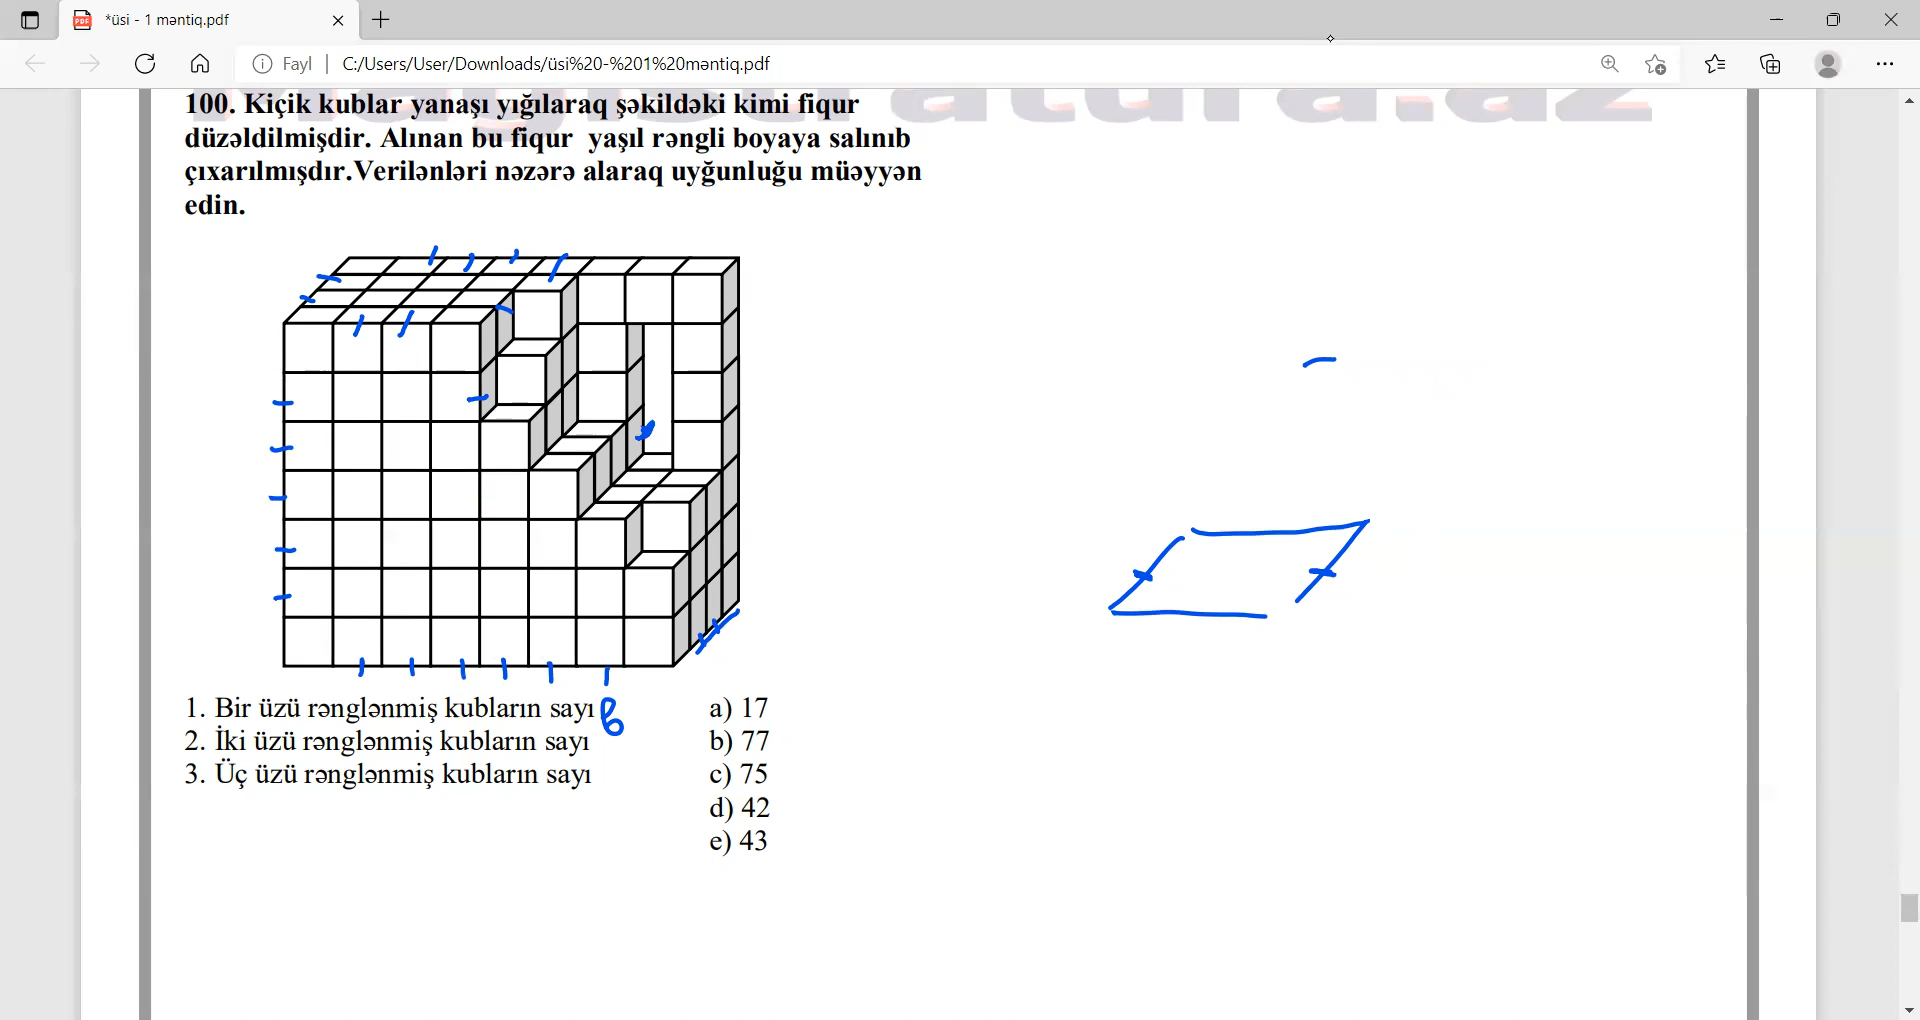 *üsi - 1 məntiq.pdf
Fayl
C:/Users/User/Downloads/üsi%20-%201%20məntiq.pdf
Magistratura.az
100. Kiçik kublar yanaşı yığılaraq şəkildəki kimi fiqur
düzəldilmişdir. Alınan bu fiqur yaşıl rəngli boyaya salınıb
çıxarılmışdır.Verilənləri nəzərə alaraq uyğunluğu müəyyən
edin.
1. Bir üzü rənglənmiş kubların sayı
a) 17
2. İki üzü rənglənmiş kubların sayı
b) 77
3. Üç üzü rənglənmiş kubların sayı
c) 75
d) 42
e) 43